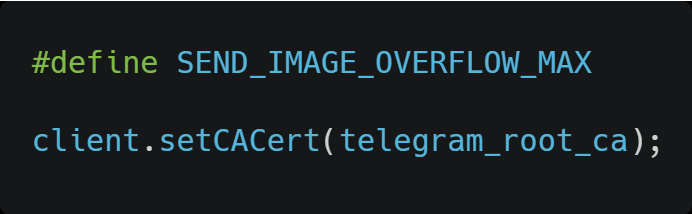 #define SEND_IMAGE_OVERFLOW_MAX
client.setCACert(telegram_root_ca);